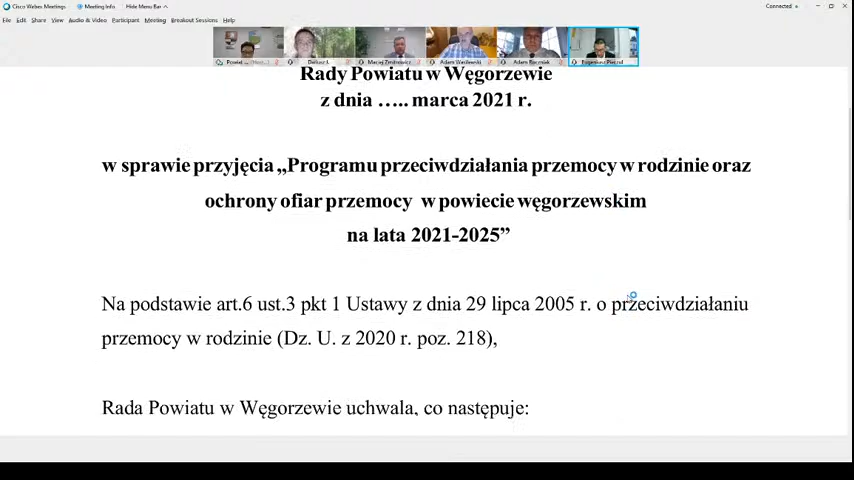 Cisco Webex Meetings Meeting Info Hide Menu Bar Connected
File Edit Share View Audio & Video Participant Meeting Breakout Sessions Help
Adam Wasilewski Adam Boczniek
Rady Powiatu w Węgorzewie
z dnia ….. marca 2021 r.
w sprawie przyjęcia „Programu przeciwdziałania przemocy w rodzinie oraz
ochrony ofiar przemocy w powiecie węgorzewskim
na lata 2021-2025”
Na podstawie art.6 ust.3 pkt 1 Ustawy z dnia 29 lipca 2005 r. o przeciwdziałaniu
przemocy w rodzinie (Dz. U. z 2020 r. poz. 218),
Rada Powiatu w Węgorzewie uchwala, co następuje: